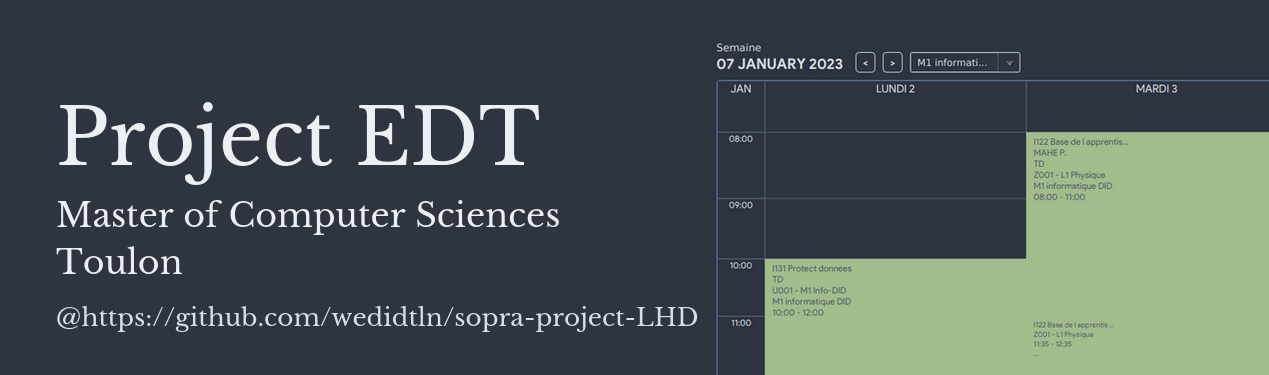 Project EDT
Master of Computer Sciences
Toulon
@https://github.com/wedidtln/sopra-project-LHD
Semaine
07 JANUARY 2023
<
>
M1 informati...
JAN
LUNDI 2
MARDI 3
08:00
09:00
10:00
11:00
I131 Protect donnees
TD
U001 - M1 Info-DID
M1 informatique DID
10:00 - 12:00
I122 Base de l apprentis...
MAHE P.
TD
Z001 - L1 Physique
M1 informatique DID
08:00 - 11:00
I122 Base de l apprentis...
ZC01 - L1 Physique
11:35 - 12:35
...